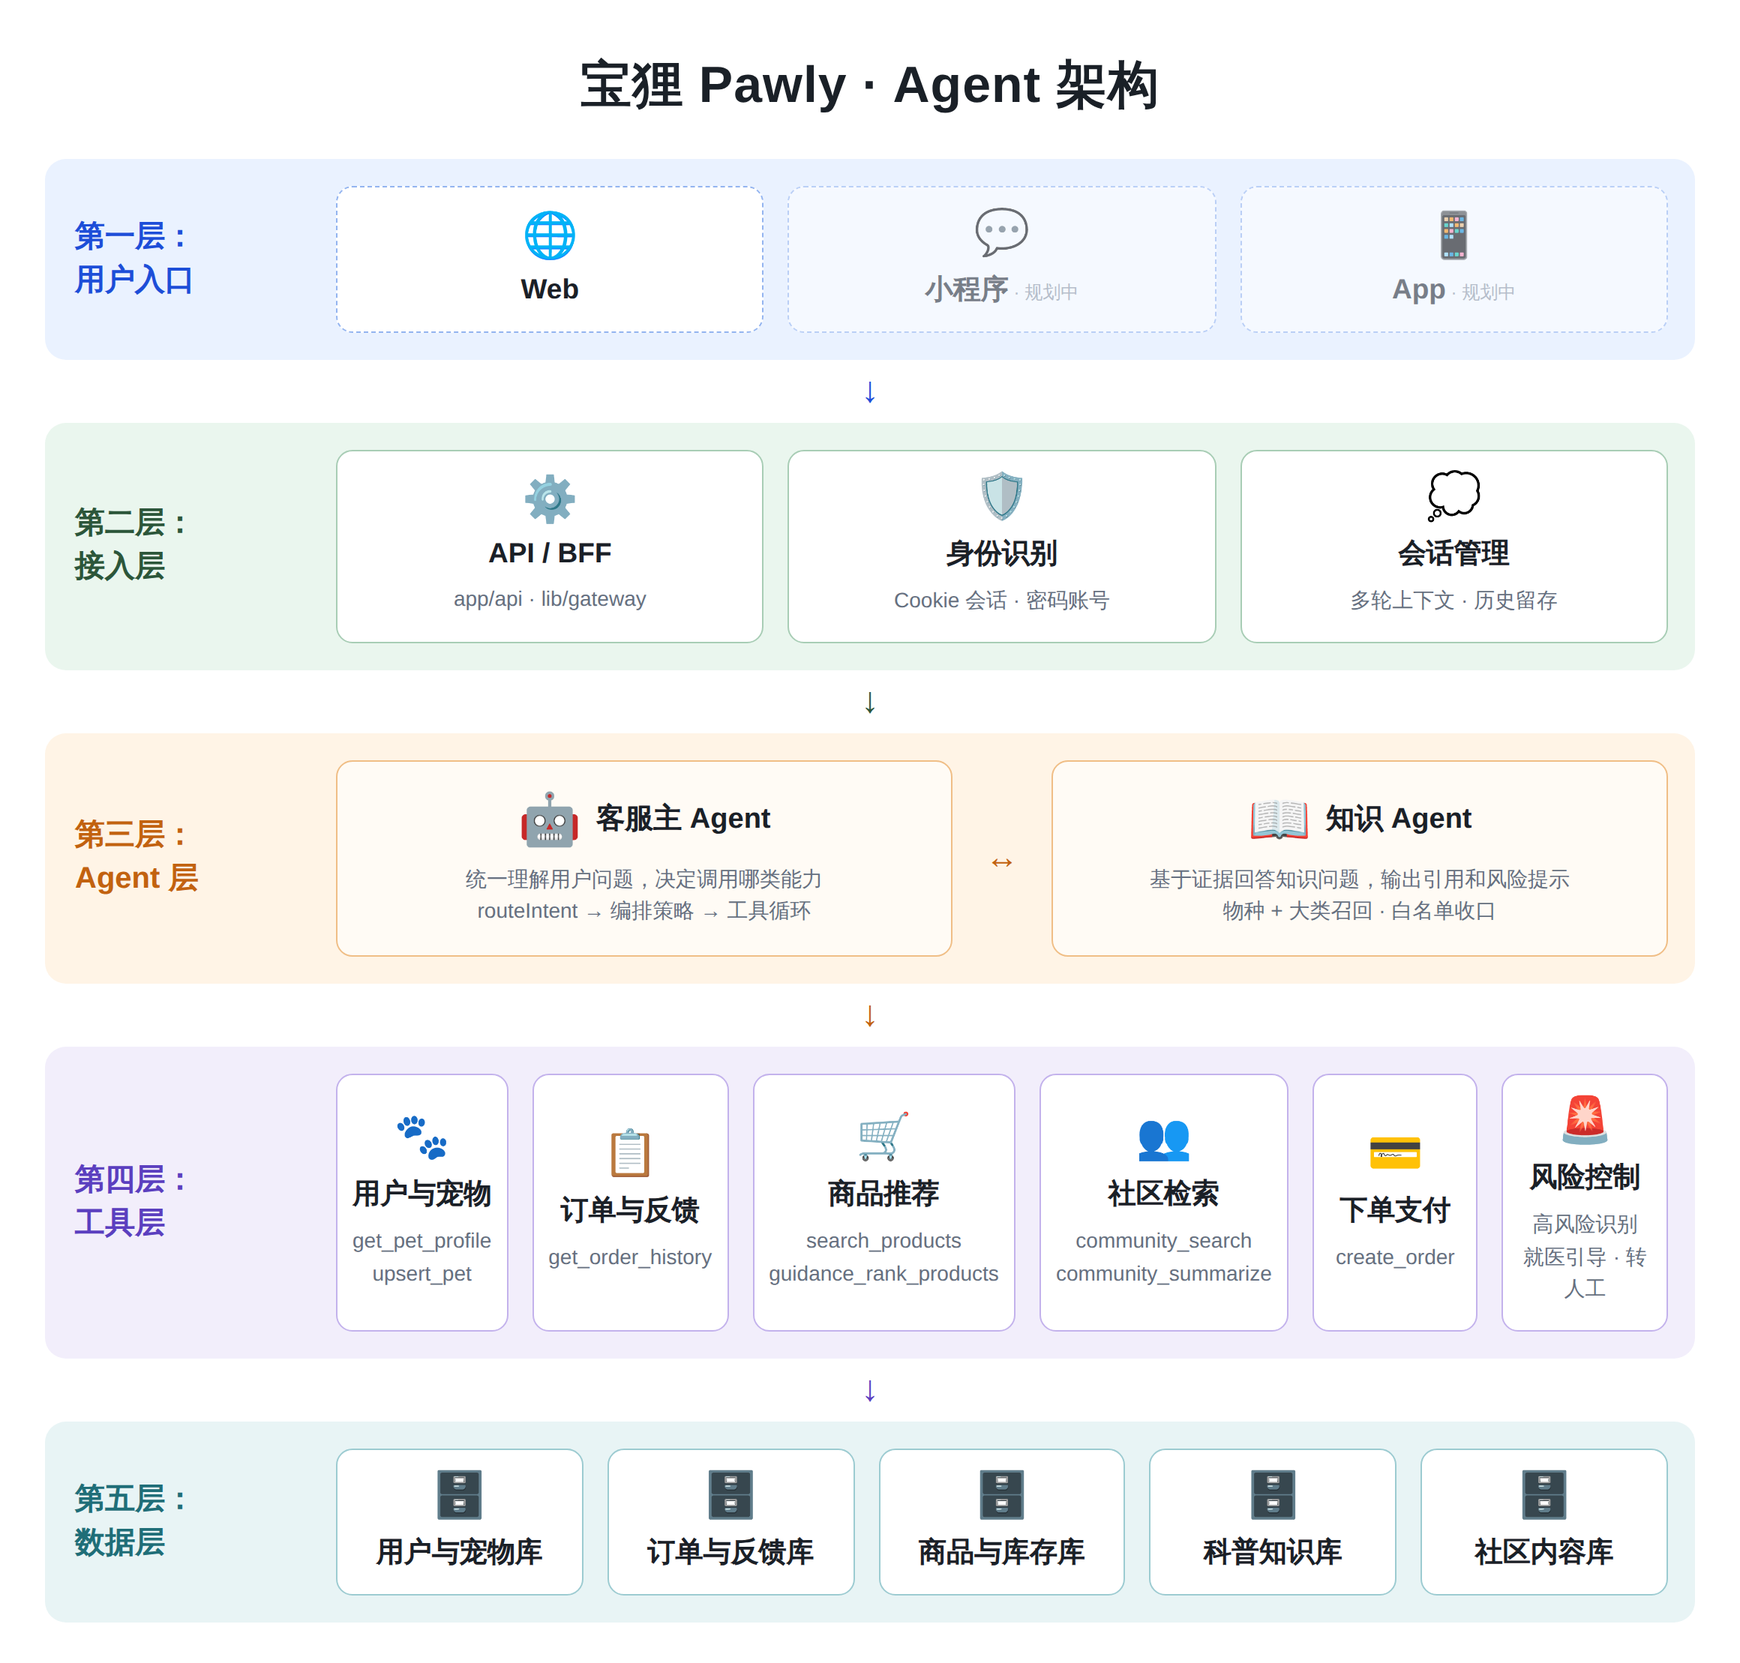 宝狸 Pawly · Agent 架构
第一层：
用户入口
Web
小程序 · 规划中
App · 规划中
↓
第二层：
接入层
API / BFF
app/api · lib/gateway
身份识别
Cookie 会话 · 密码账号
会话管理
多轮上下文 · 历史留存
↓
第三层：
Agent 层
客服主 Agent
统一理解用户问题，决定调用哪类能力
routeIntent → 编排策略 → 工具循环
↔
知识 Agent
基于证据回答知识问题，输出引用和风险提示
物种 + 大类召回 · 白名单收口
↓
第四层：
工具层
用户与宠物
get_pet_profile
upsert_pet
订单与反馈
get_order_history
商品推荐
search_products
guidance_rank_products
社区检索
community_search
community_summarize
下单支付
create_order
风险控制
高风险识别
就医引导 · 转
人工
↓
第五层：
数据层
用户与宠物库
订单与反馈库
商品与库存库
科普知识库
社区内容库